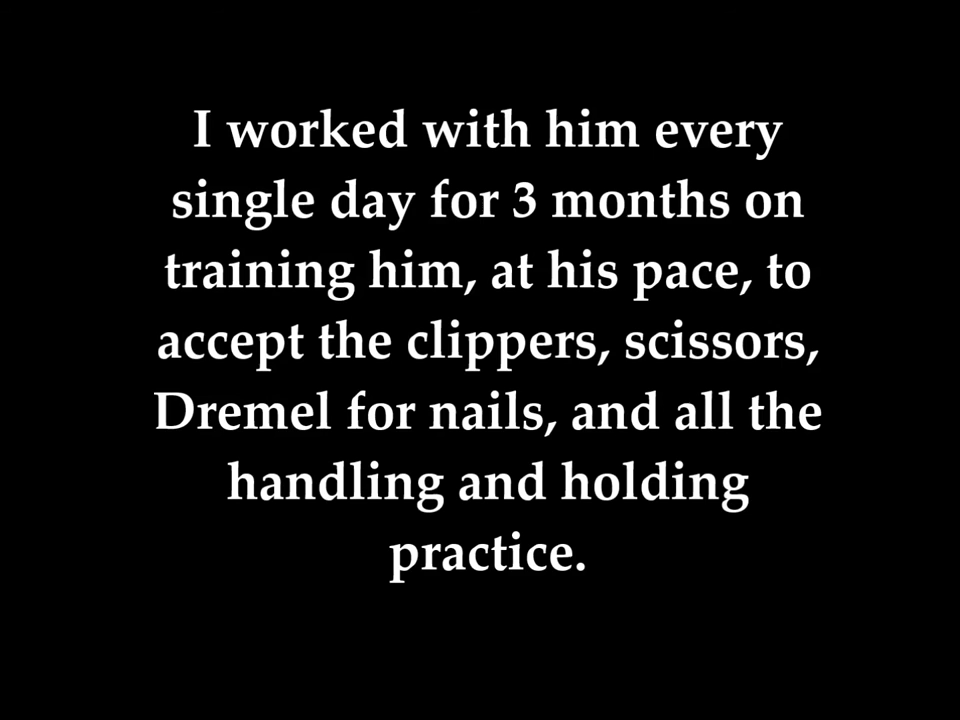 I worked with him every
single day for 3 months on
training him, at his pace, to
accept the clippers, scissors,
Dremel for nails, and all the
handling and holding
practice.